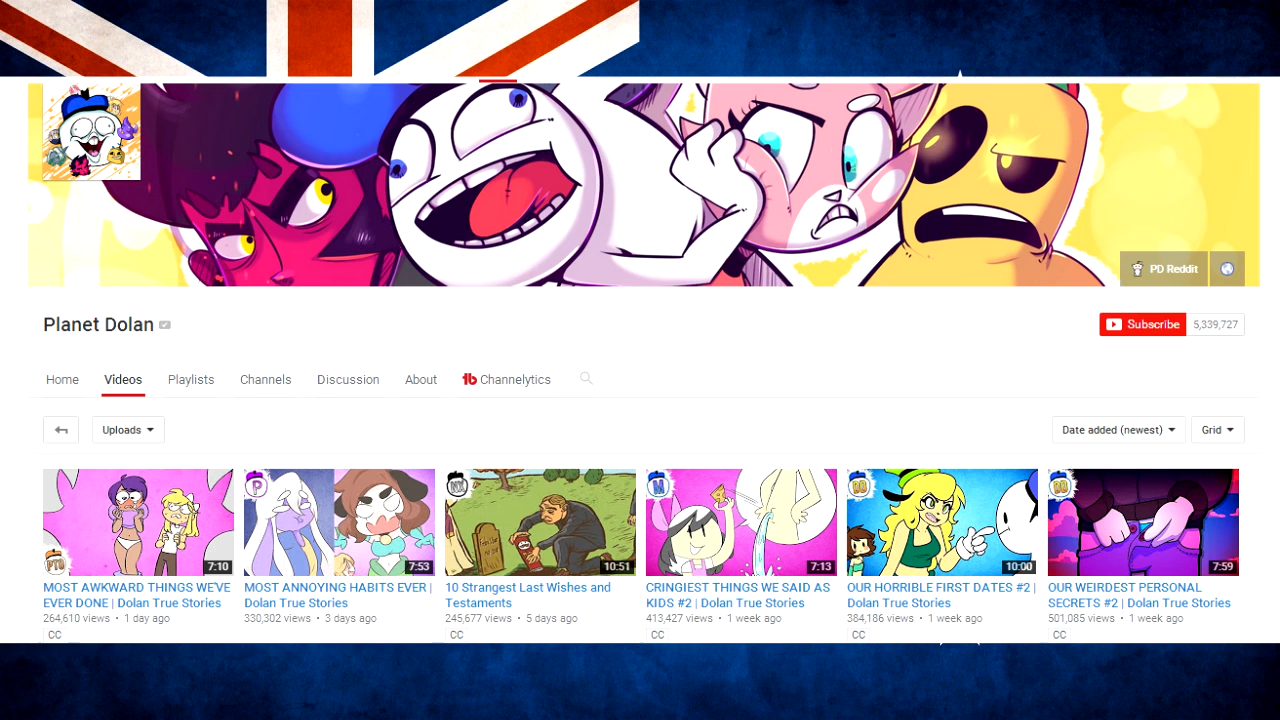 PD Reddit
Planet Dolan
Subscribe 5,339,727
Home Videos Playlists Channels Discussion About Channelytics
Uploads Date added (newest) Grid
7:10 7:53 10:51 7:13 10:00 7:59
MOST AWKWARD THINGS WE'VE
EVER DONE | Dolan True Stories
264,610 views • 1 day ago
CC
MOST ANNOYING HABITS EVER |
Dolan True Stories
330,302 views • 3 days ago
10 Strangest Last Wishes and
Testaments
245,677 views • 5 days ago
CC
CRINGIEST THINGS WE SAID AS
KIDS #2 | Dolan True Stories
413,427 views • 1 week ago
CC
OUR HORRIBLE FIRST DATES #2 |
Dolan True Stories
384,186 views • 1 week ago
CC
OUR WEIRDEST PERSONAL
SECRETS #2 | Dolan True Stories
501,085 views • 1 week ago
CC